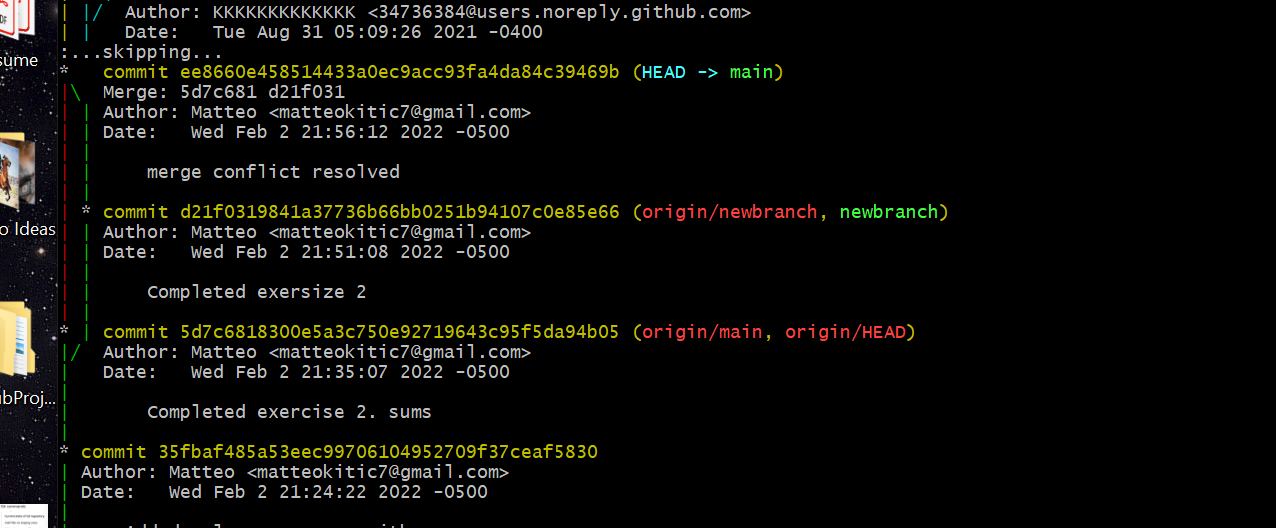 Author: KKKKKKKKKKKKK <34736384@users.noreply.github.com>
Date:   Tue Aug 31 05:09:26 2021 -0400
:...skipping...
*   commit ee8660e458514433a0ec9acc93fa4da84c39469b (HEAD -> main)
|\  Merge: 5d7c681 d21f031
| | Author: Matteo <matteokitic7@gmail.com>
| | Date:   Wed Feb 2 21:56:12 2022 -0500
| |
| |     merge conflict resolved
| |
| * commit d21f0319841a37736b66bb0251b94107c0e85e66 (origin/newbranch, newbranch)
| | Author: Matteo <matteokitic7@gmail.com>
| | Date:   Wed Feb 2 21:51:08 2022 -0500
| |
| |     Completed exersize 2
| |
* | commit 5d7c6818300e5a3c750e92719643c95f5da94b05 (origin/main, origin/HEAD)
|/  Author: Matteo <matteokitic7@gmail.com>
|   Date:   Wed Feb 2 21:35:07 2022 -0500
|
|       Completed exercise 2. sums
|
* commit 35fbaf485a53eec99706104952709f37ceaf5830
| Author: Matteo <matteokitic7@gmail.com>
| Date:   Wed Feb 2 21:24:22 2022 -0500
sume
o Ideas
bProj...